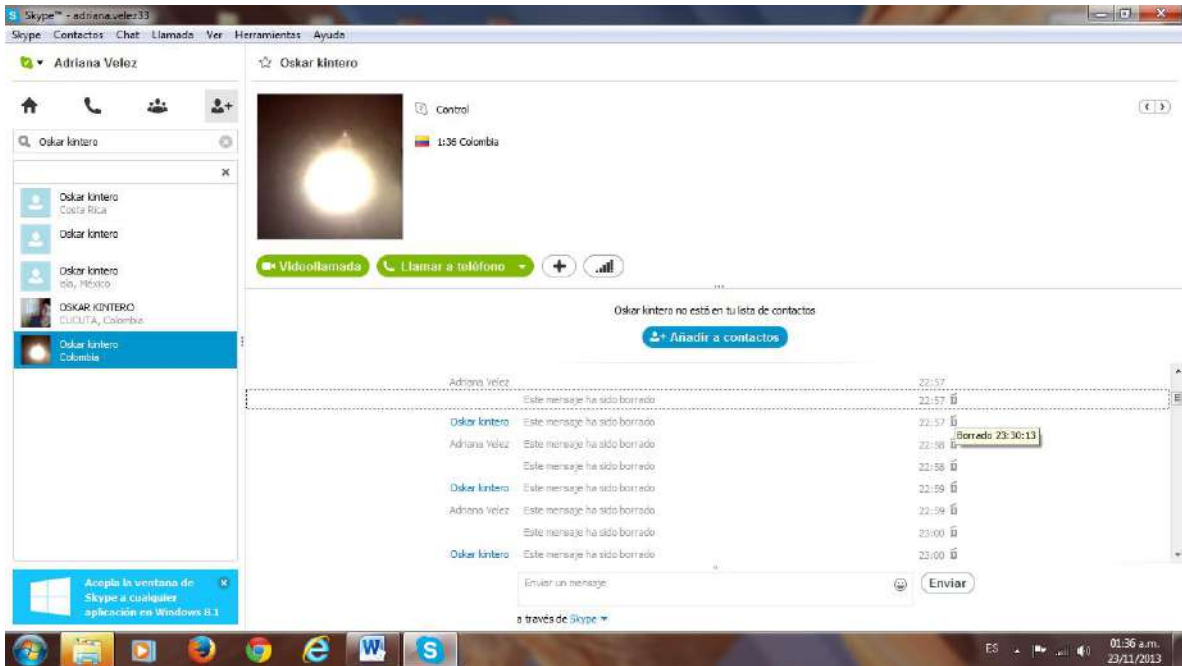 Skype™ - adriana.velez33
Skype Contactos Chat Llamada Ver Herramientas Ayuda
Adriana Velez
Oskar kintero
Oskar kintero
Control
1:36 Colombia
Oskar kintero
Costa Rica
Oskar kintero
Oskar kintero
isla, México
OSKAR KINTERO
CUCUTA, Colombia
Oskar kintero
Colombia
Videollamada
Llamar a teléfono
Oskar kintero no está en tu lista de contactos
Añadir a contactos
Adriana Velez 22:57
Este mensaje ha sido borrado 22:57
Oskar kintero Este mensaje ha sido borrado 22:57
Borrado 23:30:13
Adriana Velez Este mensaje ha sido borrado 22:58
Este mensaje ha sido borrado 22:58
Oskar kintero Este mensaje ha sido borrado 22:59
Adriana Velez Este mensaje ha sido borrado 22:59
Este mensaje ha sido borrado 23:00
Oskar kintero Este mensaje ha sido borrado 23:00
Enviar un mensaje
Enviar
a través de Skype
Acopla la ventana de
Skype a cualquier
aplicación en Windows 8.1
ES
01:36 a.m.
23/11/2013